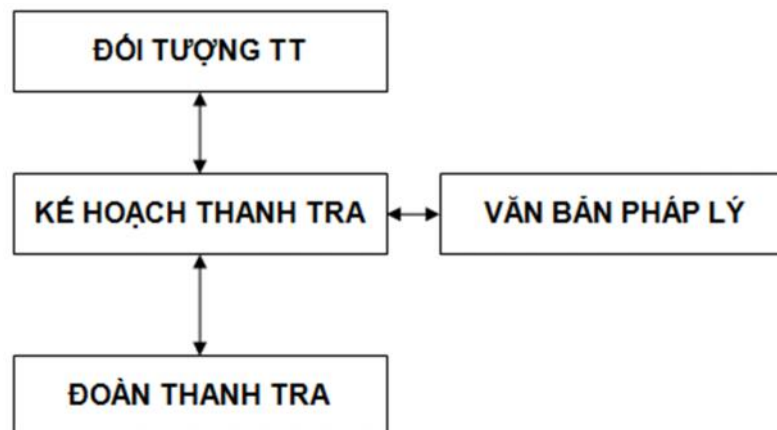 ĐỐI TƯỢNG TT
KẾ HOẠCH THANH TRA
VĂN BẢN PHÁP LÝ
ĐOÀN THANH TRA